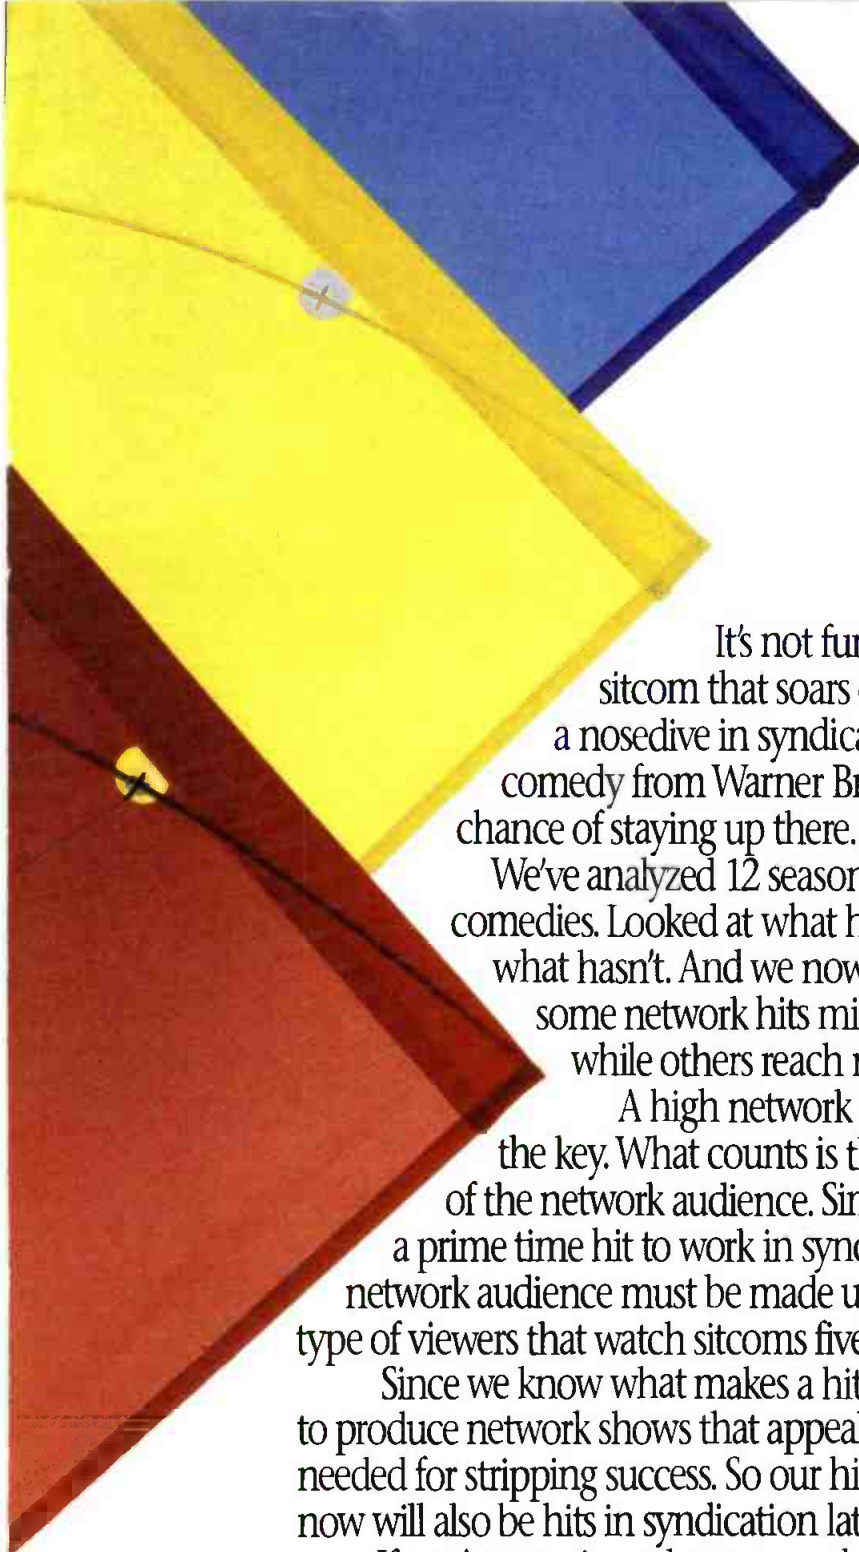 It's not fu
sitcom that soars
a nosedive in syndica
comedy from Warner Br
chance of staying up there.
We've analyzed 12 season
comedies. Looked at what h
what hasn't. And we now
some network hits mi
while others reach
A high network
the key. What counts is t
of the network audience. Sin
a prime time hit to work in sync
network audience must be made u
type of viewers that watch sitcoms five
Since we know what makes a hit
to produce network shows that appeal
needed for stripping success. So our hi
now will also be hits in syndication lat